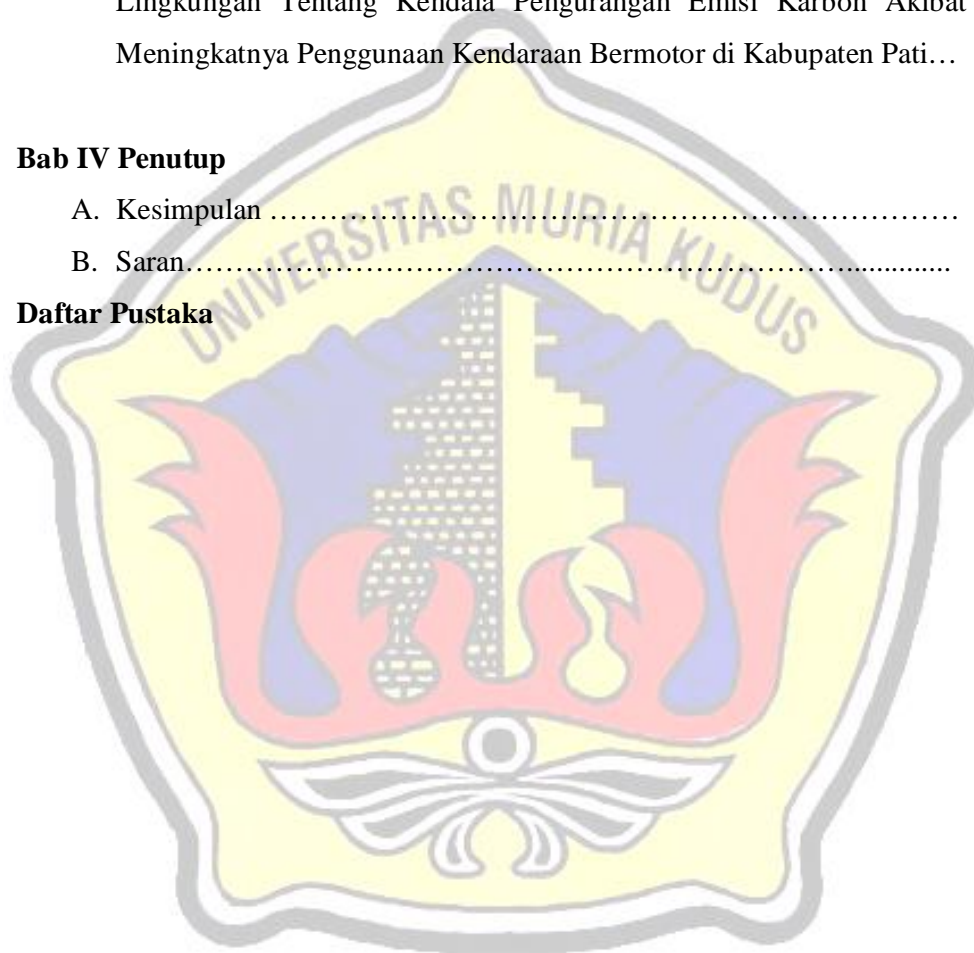 Lingkungan Tentang Kendala Pengurangan Emisi Karbon Akibat
Meningkatnya Penggunaan Kendaraan Bermotor di Kabupaten Pati…
Bab IV Penutup
A. Kesimpulan ……………………………………………………………
B. Saran…………………………………………………………..............
Daftar Pustaka
UNIVERSITAS MURIA KUDUS